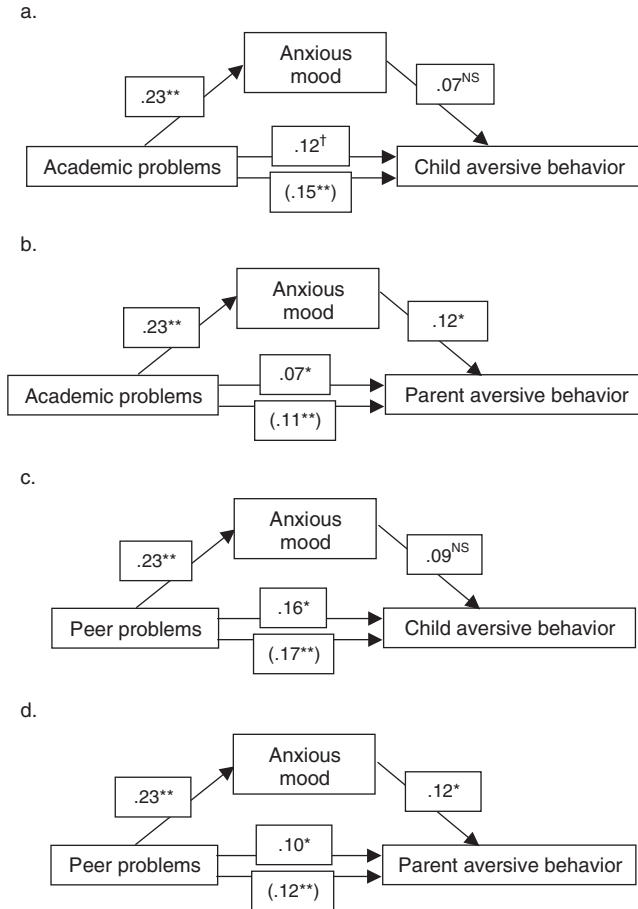 a.
Anxious
mood
.23**
.07NS
.12†
Academic problems
Child aversive behavior
(.15**)
b.
Anxious
mood
.23**
.12*
.07*
Academic problems
Parent aversive behavior
(.11**)
c.
Anxious
mood
.23**
.09NS
.16*
Peer problems
Child aversive behavior
(.17**)
d.
Anxious
mood
.23**
.12*
.10*
Peer problems
Parent aversive behavior
(.12**)